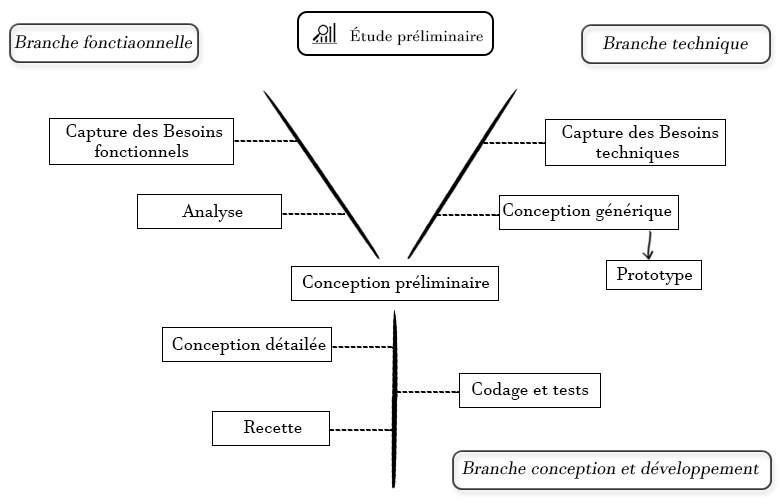 Étude préliminaire
Branche fonctiaonnelle
Branche technique
Capture des Besoins
fonctionnels
Capture des Besoins
techniques
Analyse
Conception générique
Prototype
Conception préliminaire
Conception détailée
Codage et tests
Recette
Branche conception et développement